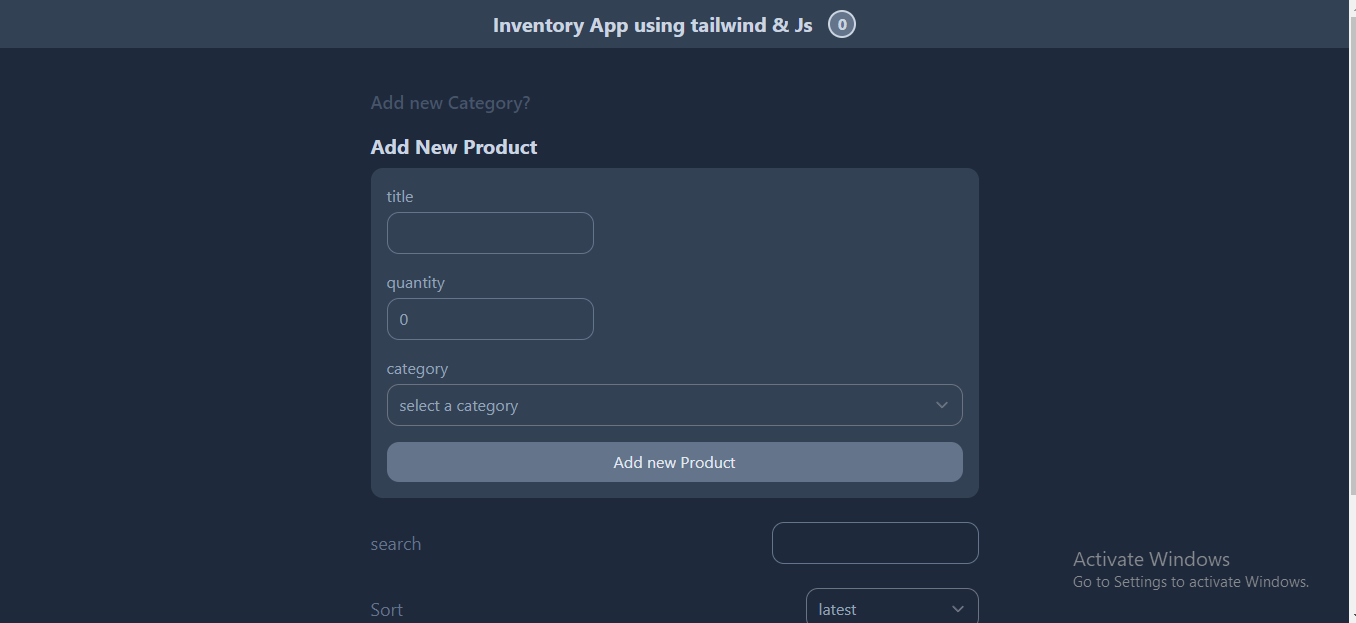 Inventory App using tailwind & Js 0
Add new Category?
Add New Product
title
quantity
0
category
select a category
Add new Product
search
Activate Windows
Go to Settings to activate Windows.
Sort
latest